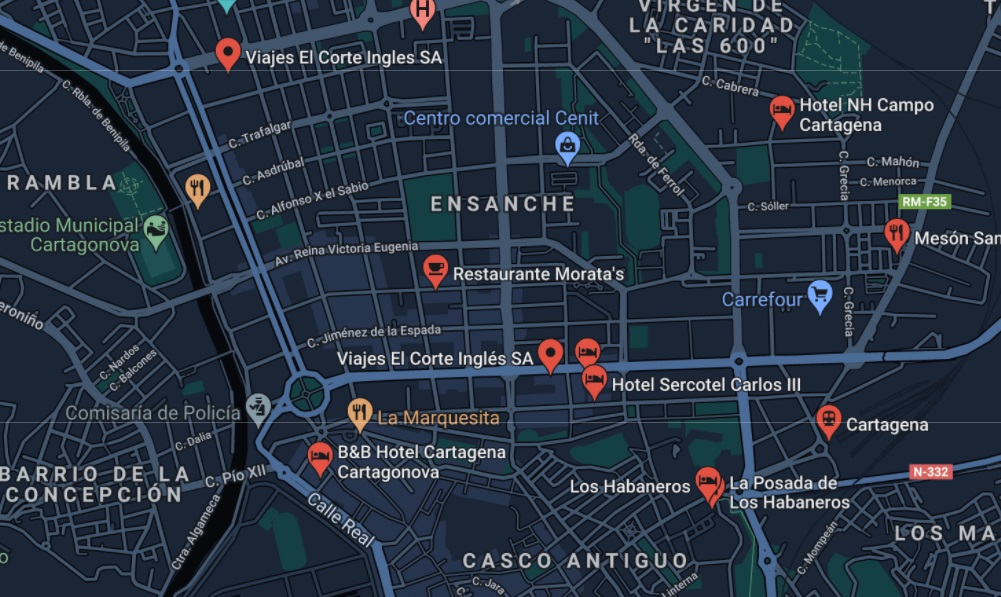 VIRGEN DE
LA CARIDAD
"LAS 600"
H
T
de Benipila
Viajes El Corte Ingles SA
C. Rbla. de Benipila
C. Cabrera
Hotel NH Campo
Cartagena
Centro comercial Cenit
C. Trafalgar
C. Asdrúbal
Rda. de Ferrol
C. Mahón
C. Grecia
C. Menorca
RAMBLA
C. Alfonso X el Sabio
ENSANCHE
C. Sóller
RM-F35
stadio Municipal
Cartagonova
Av. Reina Victoria Eugenia
Mesón San
Restaurante Morata's
Carrefour
C. Grecia
eroniño
C. Jiménez de la Espada
C. Nardos
C. Balcones
Viajes El Corte Inglés SA
Hotel Sercotel Carlos III
Comisaría de Policía
La Marquesita
Cartagena
C. Dalia
B&B Hotel Cartagena
Cartagonova
BARRIO DE LA
CONCEPCIÓN
C. Pío XII
N-332
Los Habaneros
La Posada de
Los Habaneros
Ctra. Algameca
Calle Real
LOS MA
C. Mompeán
CASCO ANTIGUO
o
C. Jara
Linterna